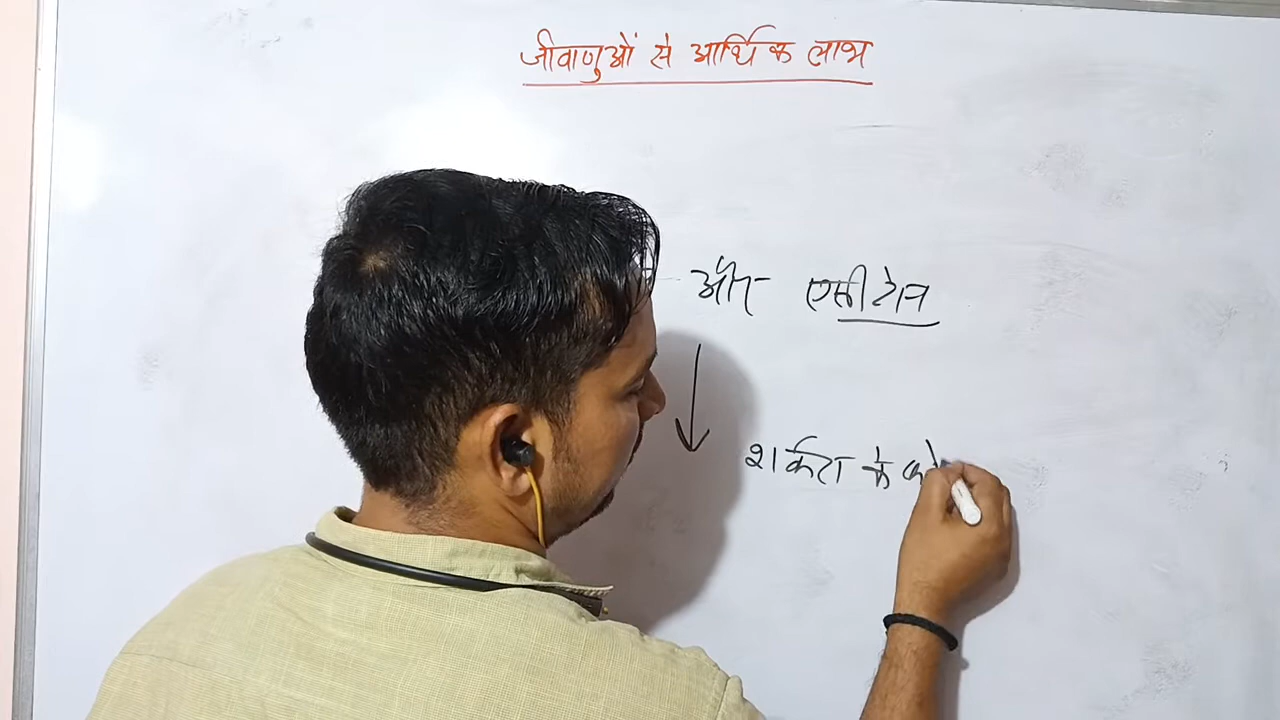 जीवाणुओं से आर्थिक लाभ
और एसीटोन
शर्करा के